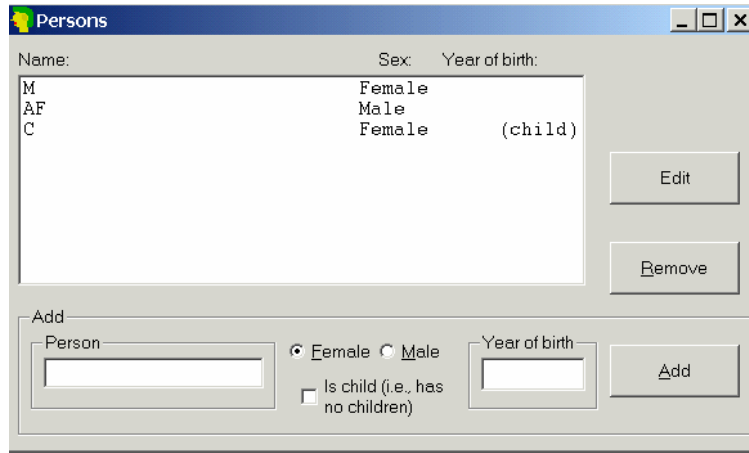 Persons
Name: Sex: Year of birth:
M Female
AF Male
C Female (child)
Edit
Remove
Add
Person
Female Male
Year of birth
Add
Is child (i.e., has
no children)